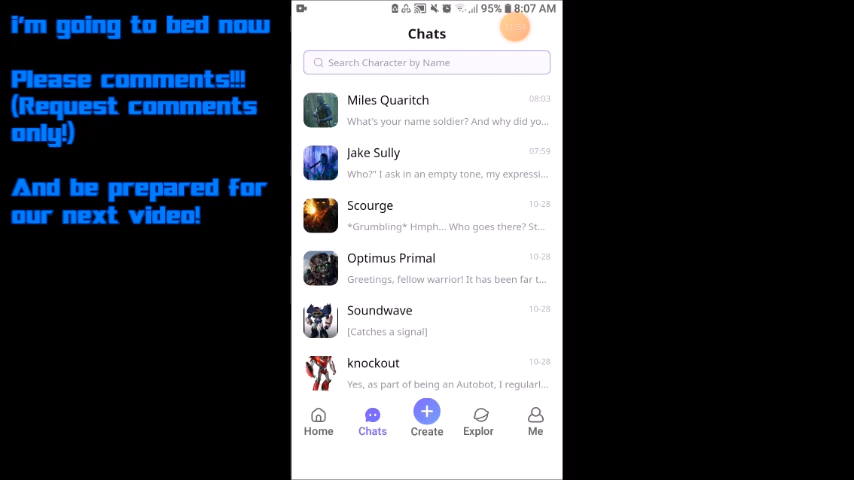 i'm going to bed now
Please comments!!!
(Request comments
only!)
And be prepared for
our next video!
95% 8:07 AM
Chats
Search Character by Name
Miles Quaritch 08:03
What's your name soldier? And why did yo...
Jake Sully 07:59
Who?" I ask in an empty tone, my expressi...
Scourge 10-28
*Grumbling* Hmph... Who goes there? St...
Optimus Primal 10-28
Greetings, fellow warrior! It has been far t...
Soundwave 10-28
[Catches a signal]
knockout 10-28
Yes, as part of being an Autobot, I regularl...
Home Chats Create Explor Me